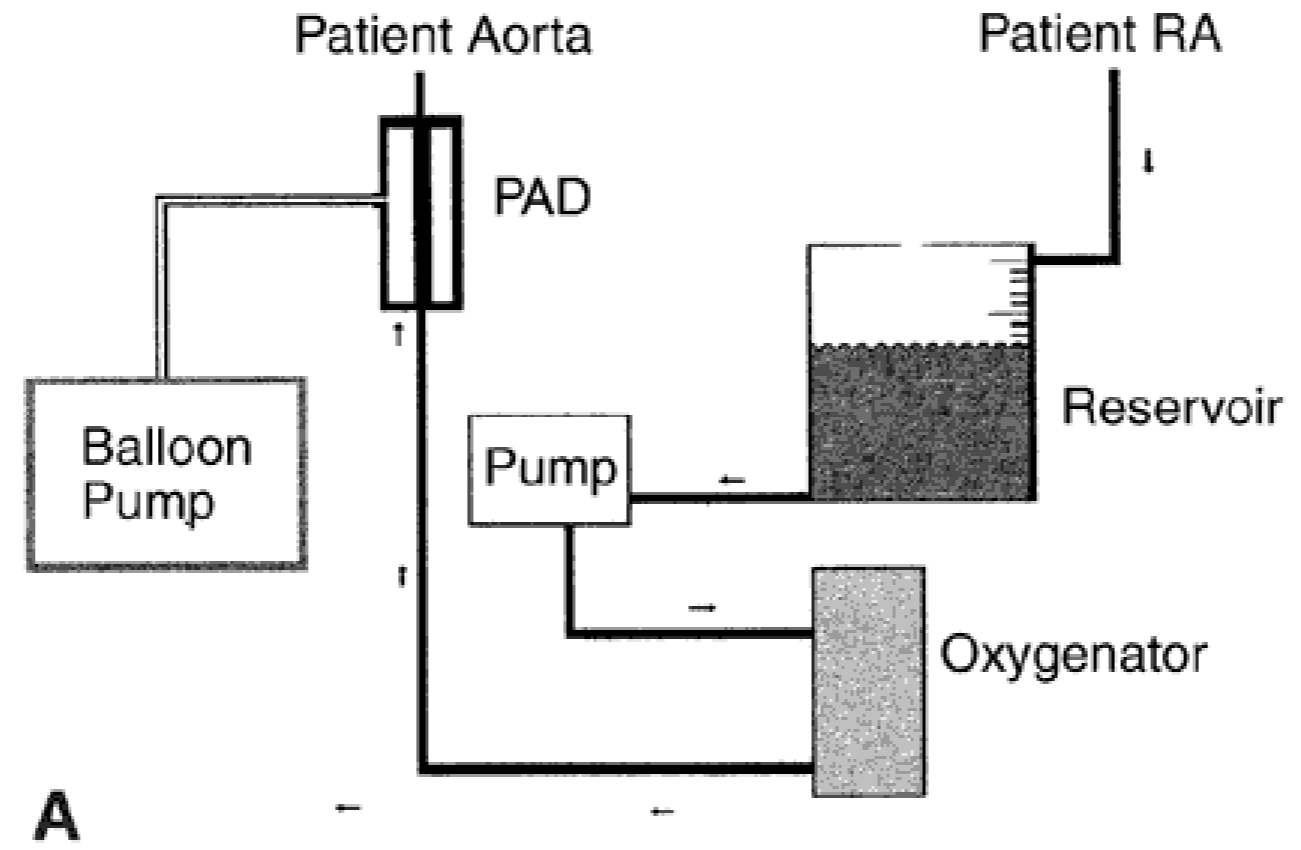 Patient Aorta
Patient RA
PAD
Balloon
Pump
Pump
Reservoir
Oxygenator
A